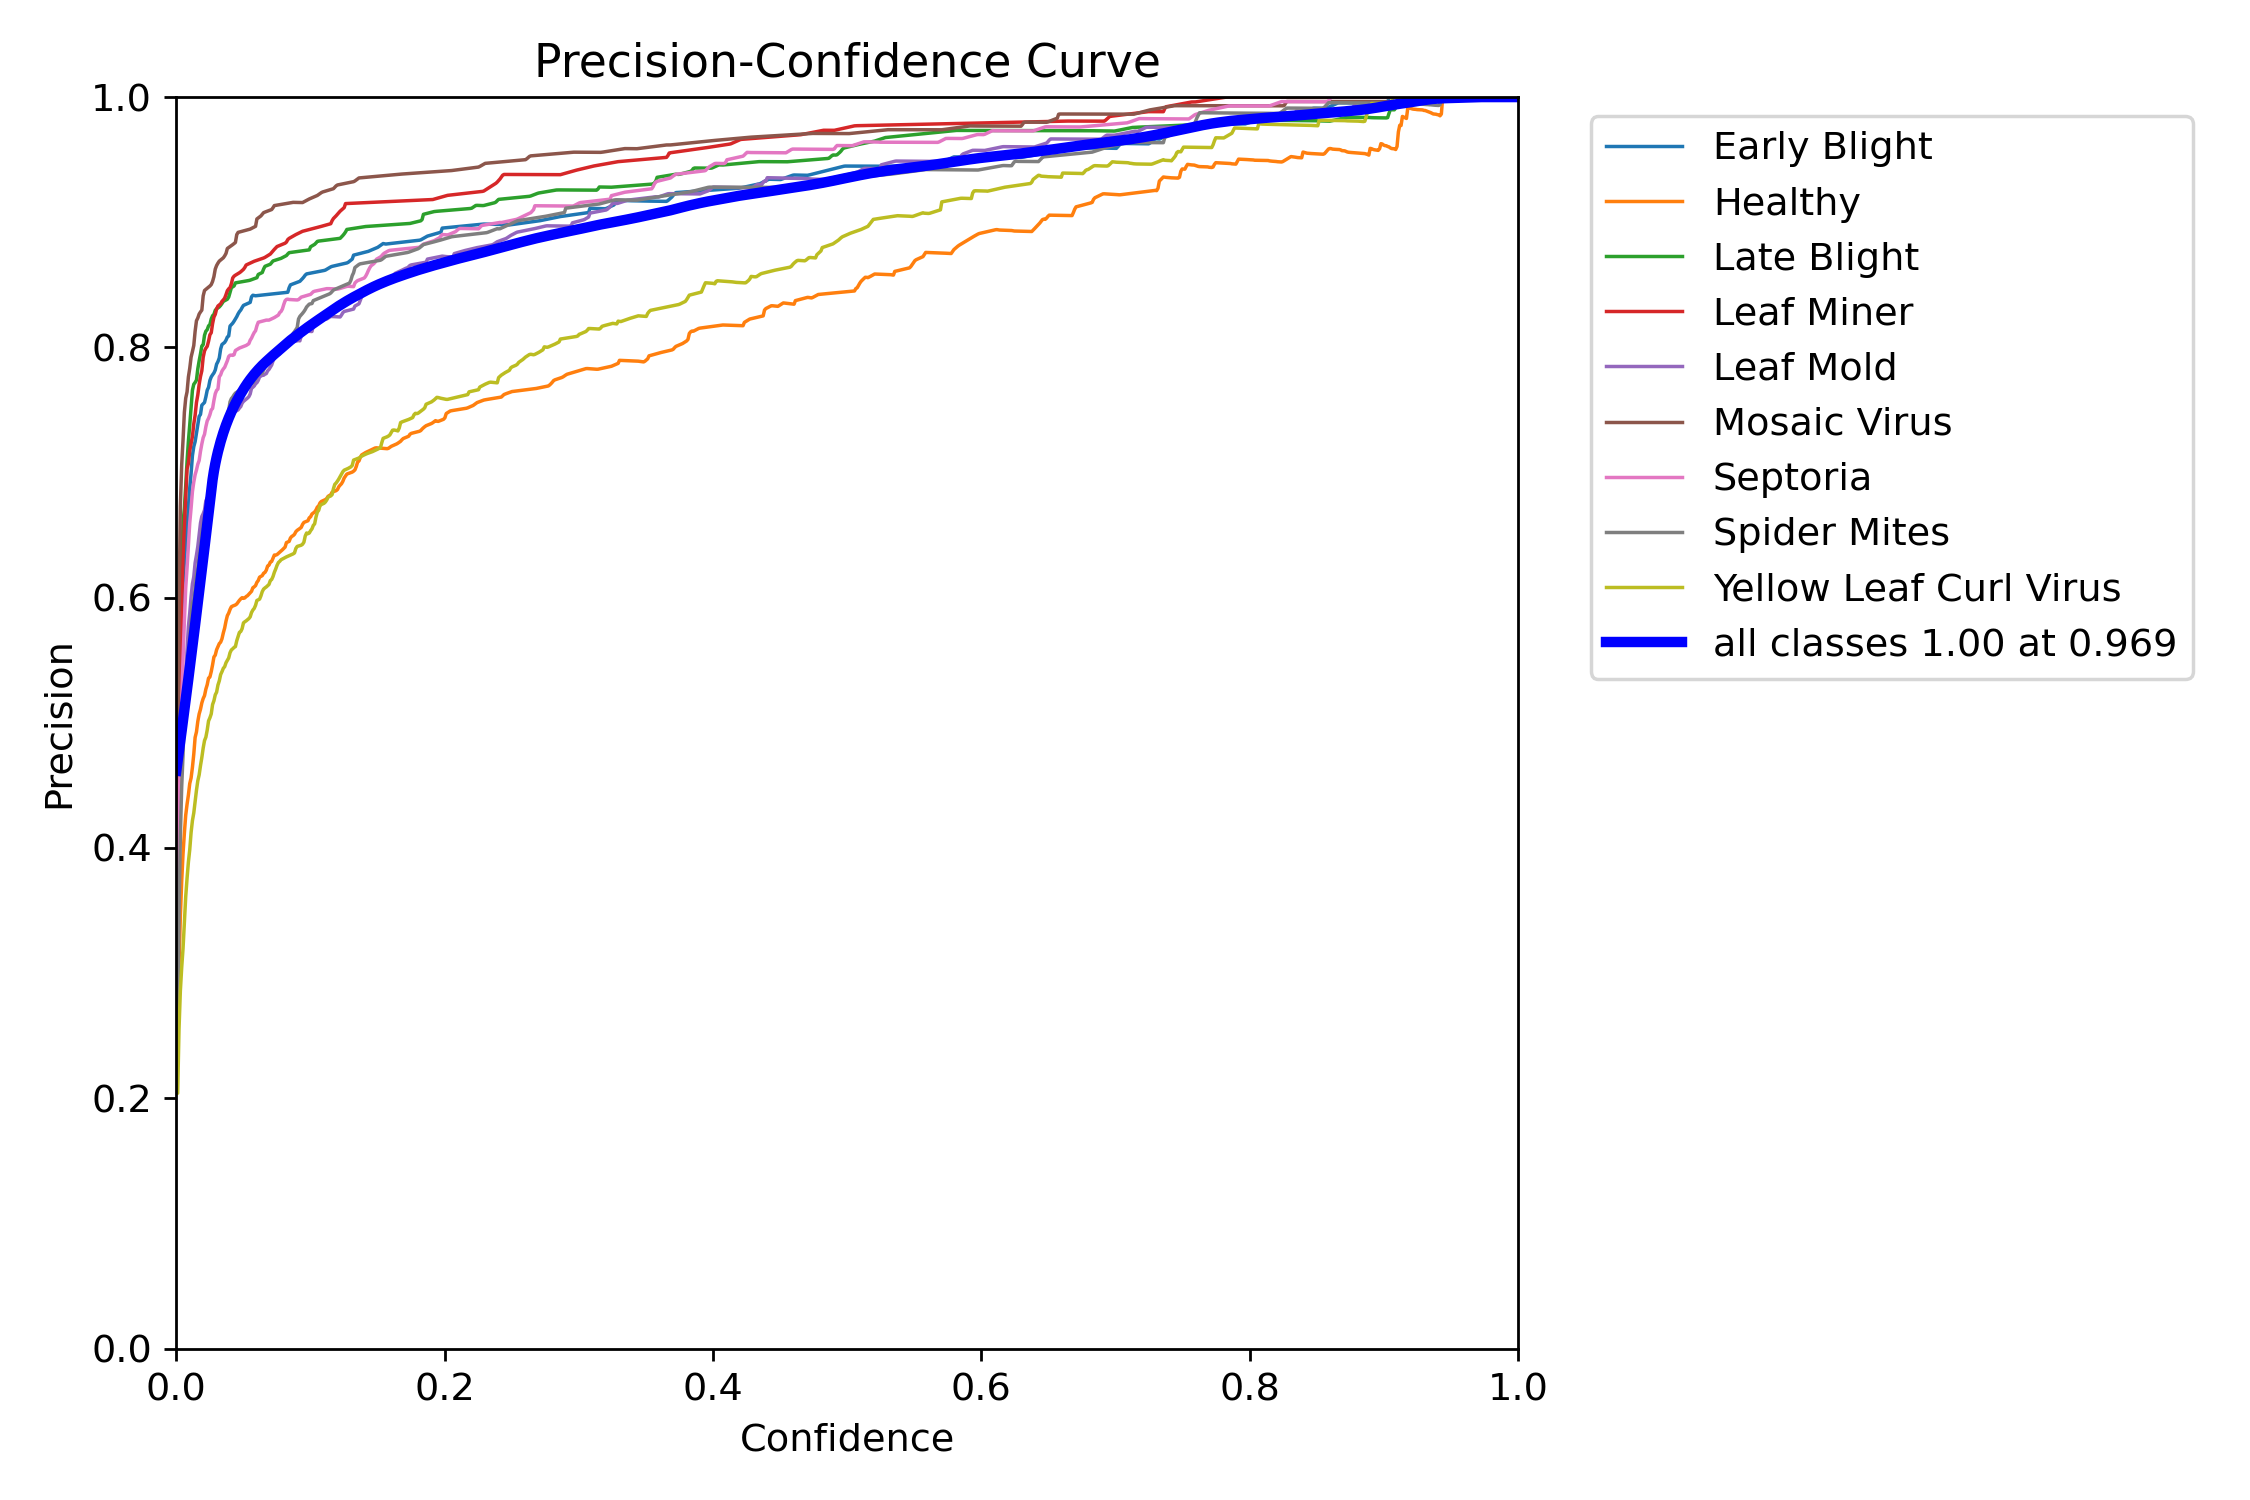 Precision-Confidence Curve
1.0
0.8
0.6
0.4
0.2
0.0
Precision
0.0 0.2 0.4 0.6 0.8 1.0
Confidence
Early Blight
Healthy
Late Blight
Leaf Miner
Leaf Mold
Mosaic Virus
Septoria
Spider Mites
Yellow Leaf Curl Virus
all classes 1.00 at 0.969